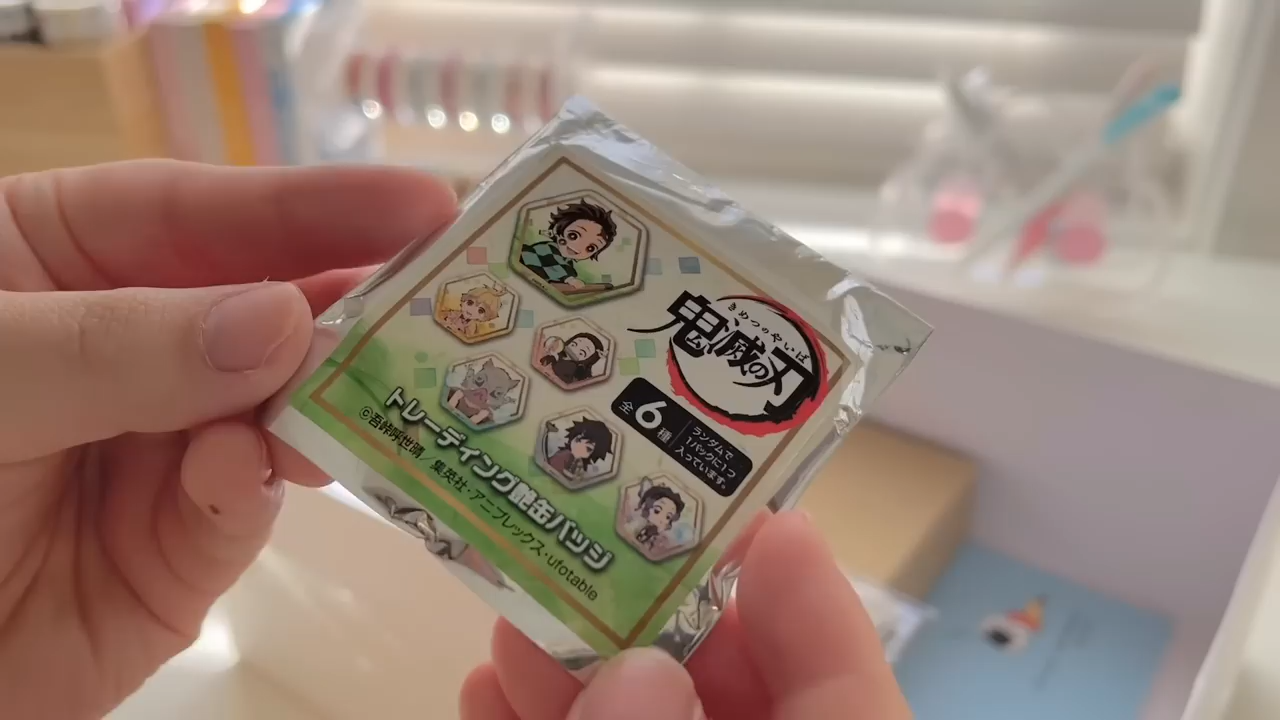 きめつのやいば
鬼滅の刃
全6種
ランダムで
1パックに1つ
入っています。
トレーディング艶缶バッジ
©吾峠呼世晴／集英社・アニプレックス・ufotable